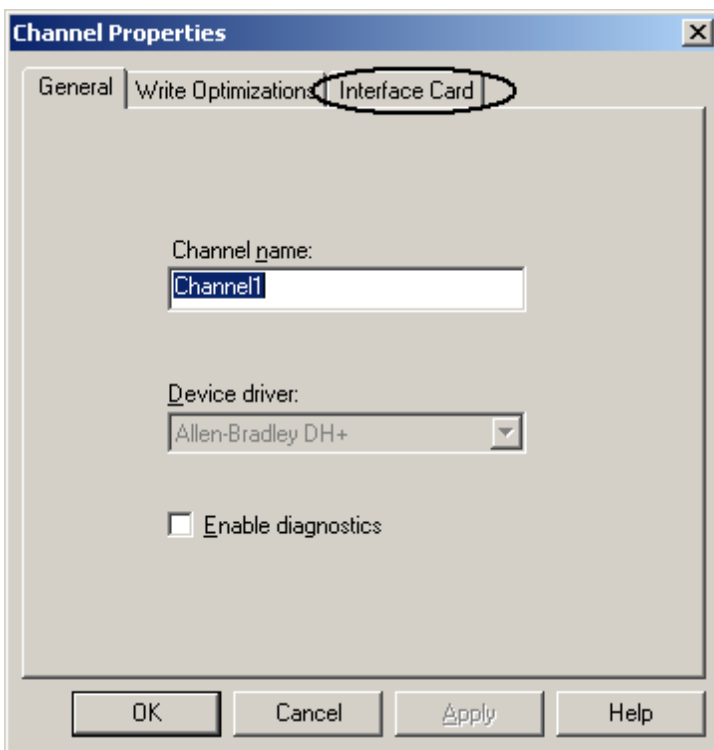 Channel Properties
General Write Optimizations Interface Card
Channel name:
Channel1
Device driver:
Allen-Bradley DH+
Enable diagnostics
OK Cancel Apply Help